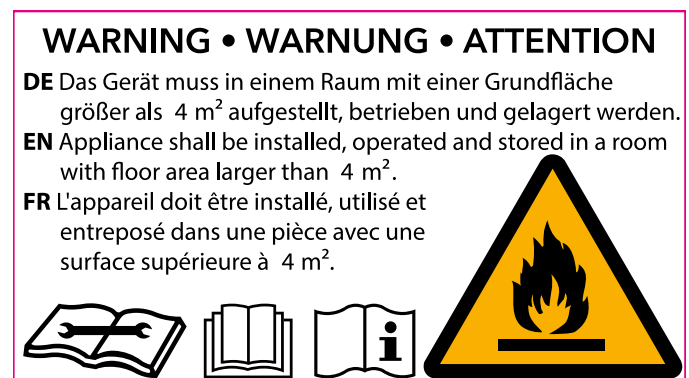 WARNING • WARNUNG • ATTENTION
DE Das Gerät muss in einem Raum mit einer Grundfläche
größer als 4 m² aufgestellt, betrieben und gelagert werden.
EN Appliance shall be installed, operated and stored in a room
with floor area larger than 4 m².
FR L'appareil doit être installé, utilisé et
entreposé dans une pièce avec une
surface supérieure à 4 m².
i